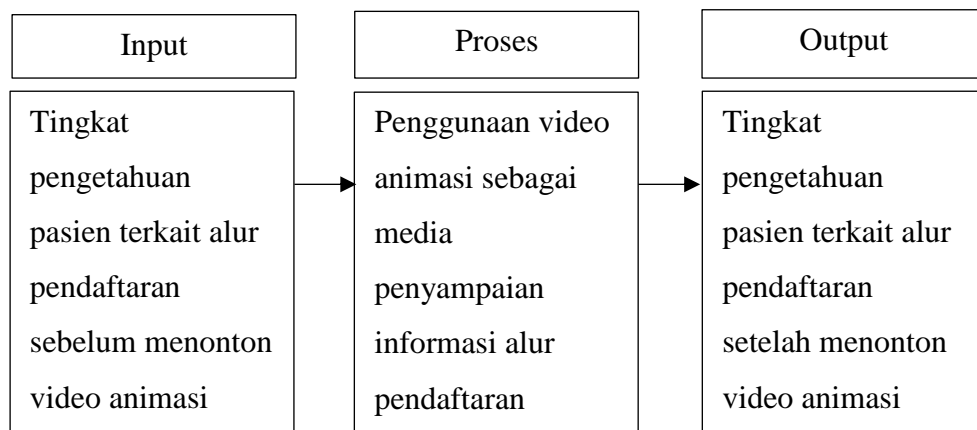 Input
Proses
Output
Tingkat
pengetahuan
pasien terkait alur
pendaftaran
sebelum menonton
video animasi
Penggunaan video
animasi sebagai
media
penyampaian
informasi alur
pendaftaran
Tingkat
pengetahuan
pasien terkait alur
pendaftaran
setelah menonton
video animasi